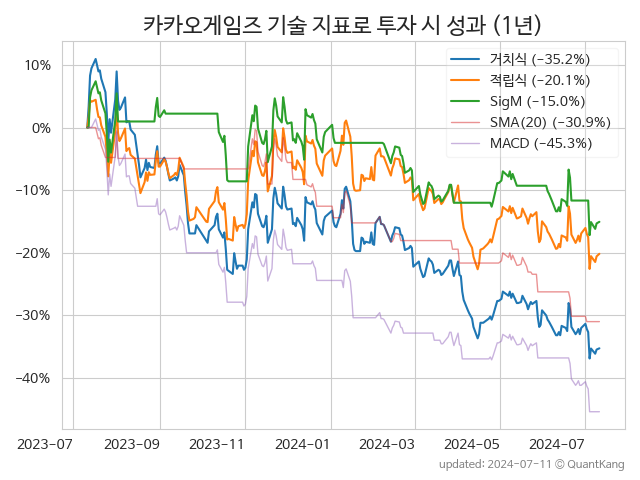 카카오게임즈 기술 지표로 투자 시 성과 (1년)
거치식 (−35.2%)
적립식 (−20.1%)
SigM (−15.0%)
SMA(20) (−30.9%)
MACD (−45.3%)
10%
0%
−10%
−20%
−30%
−40%
2023-07 2023-09 2023-11 2024-01 2024-03 2024-05 2024-07
updated: 2024-07-11 © QuantKang